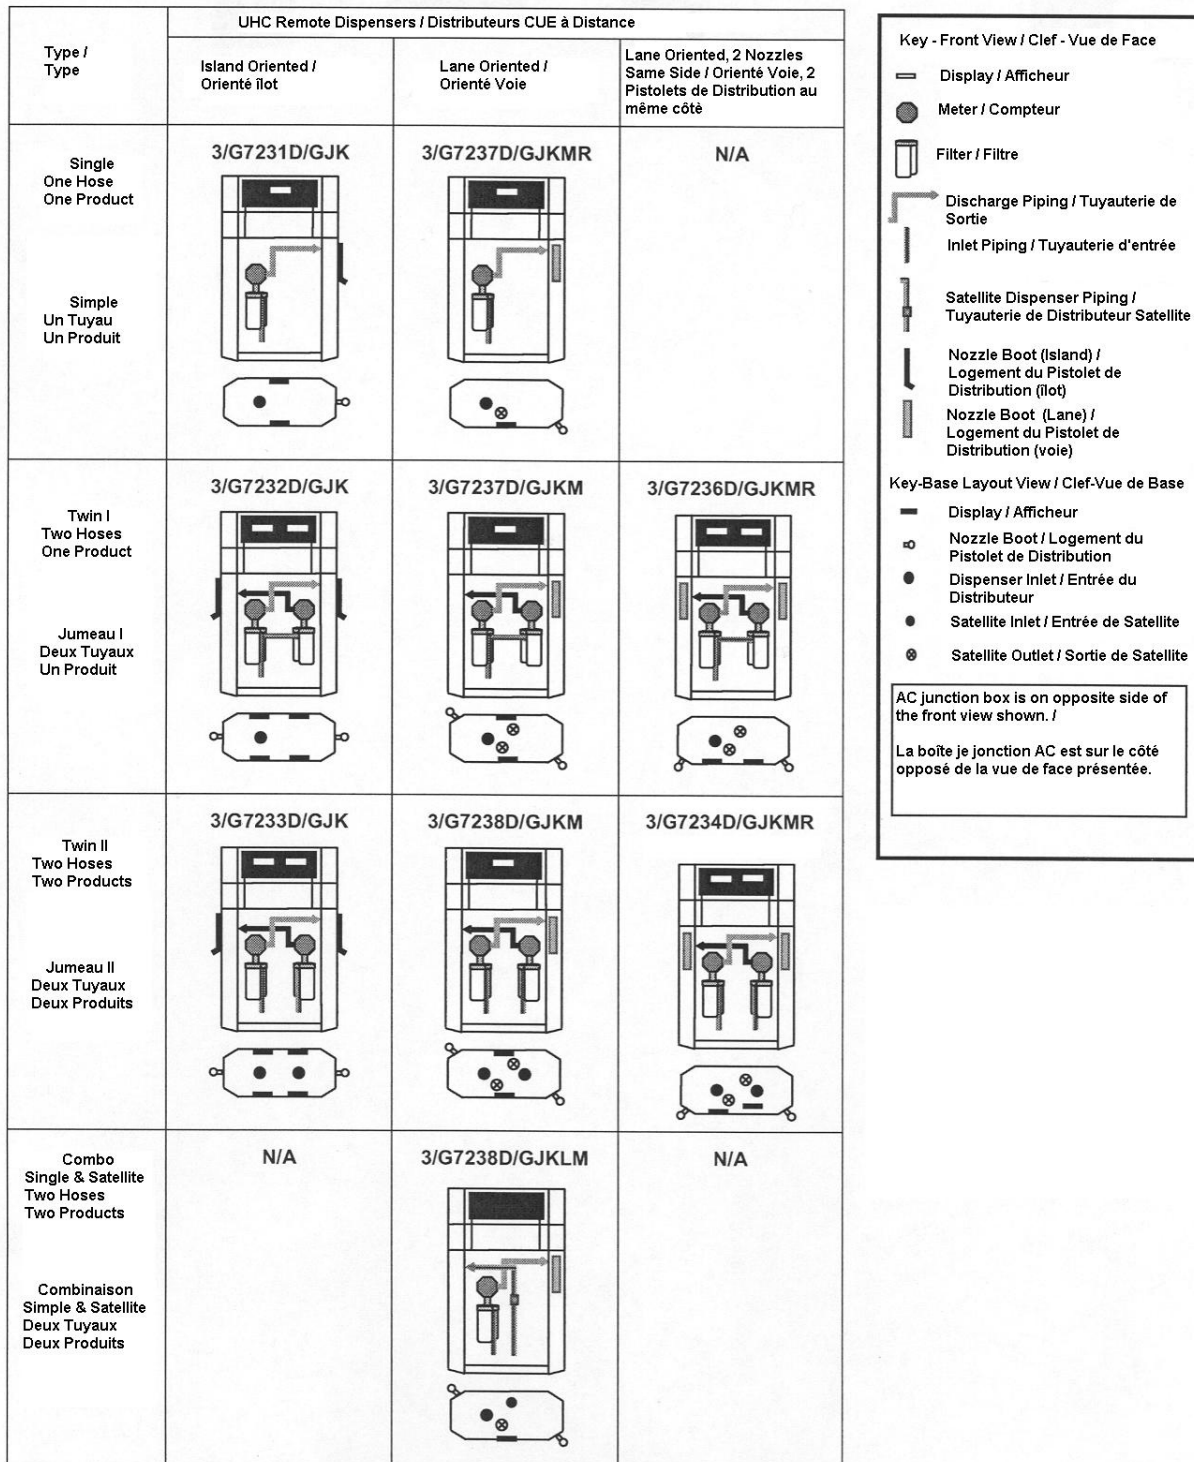 UHC Remote Dispensers / Distributeurs CUE à Distance
Type /
Type
Island Oriented /
Orienté îlot
Lane Oriented /
Orienté Voie
Lane Oriented, 2 Nozzles
Same Side / Orienté Voie, 2
Pistolets de Distribution au
même côtè
Single
One Hose
One Product
Simple
Un Tuyau
Un Produit
3/G7231D/GJK
3/G7237D/GJKMR
N/A
Twin I
Two Hoses
One Product
Jumeau I
Deux Tuyaux
Un Produit
3/G7232D/GJK
3/G7237D/GJKM
3/G7236D/GJKMR
Twin II
Two Hoses
Two Products
Jumeau II
Deux Tuyaux
Deux Produits
3/G7233D/GJK
3/G7238D/GJKM
3/G7234D/GJKMR
Combo
Single & Satellite
Two Hoses
Two Products
Combinaison
Simple & Satellite
Deux Tuyaux
Deux Produits
N/A
3/G7238D/GJKLM
N/A
Key - Front View / Clef - Vue de Face
Display / Afficheur
Meter / Compteur
Filter / Filtre
Discharge Piping / Tuyauterie de
Sortie
Inlet Piping / Tuyauterie d'entrée
Satellite Dispenser Piping /
Tuyauterie de Distributeur Satellite
Nozzle Boot (Island) /
Logement du Pistolet de
Distribution (îlot)
Nozzle Boot (Lane) /
Logement du Pistolet de
Distribution (voie)
Key-Base Layout View / Clef-Vue de Base
Display / Afficheur
Nozzle Boot / Logement du
Pistolet de Distribution
Dispenser Inlet / Entrée du
Distributeur
Satellite Inlet / Entrée de Satellite
Satellite Outlet / Sortie de Satellite
AC junction box is on opposite side of
the front view shown. /
La boîte je jonction AC est sur le côté
opposé de la vue de face présentée.